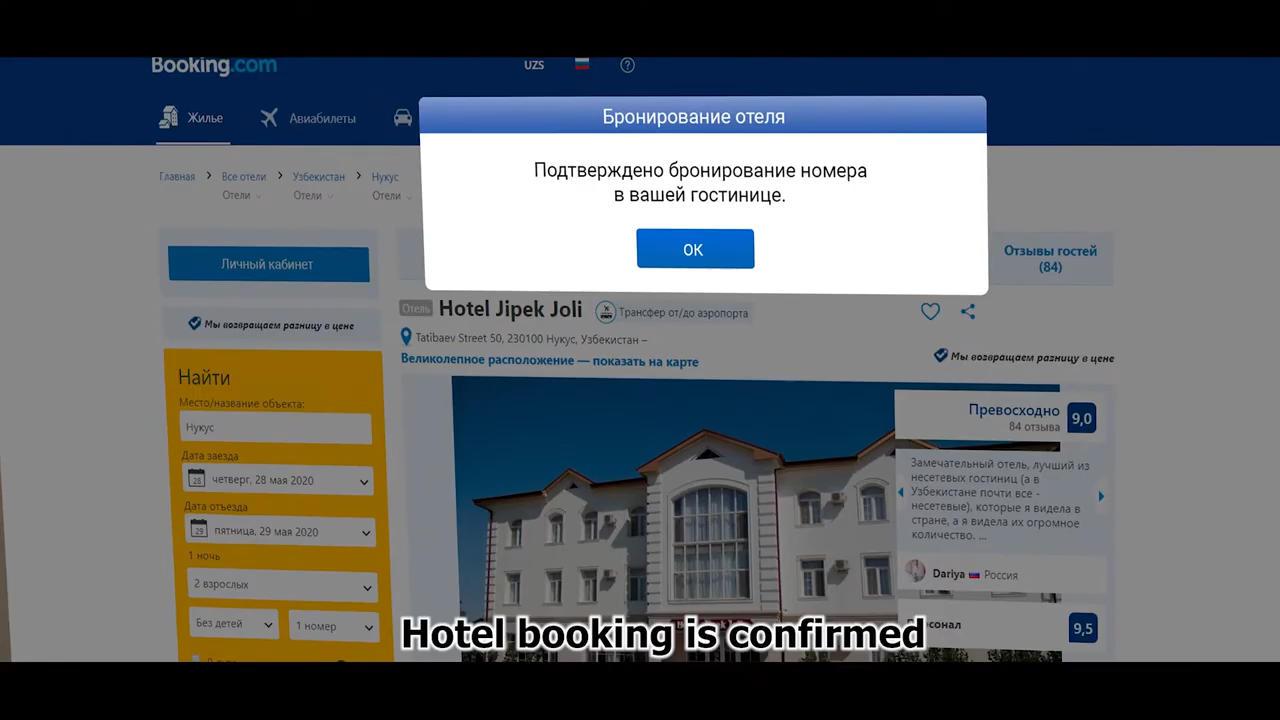 Booking.com
UZS
Жилье
Авиабилеты
Бронирование отеля
Подтверждено бронирование номера
в вашей гостинице.
ОК
Главная
Все отели
Узбекистан
Нукус
Отели
Отели
Отели
Личный кабинет
Отзывы гостей
(84)
Мы возвращаем разницу в цене
Отель
Hotel Jipek Joli
Трансфер от/до аэропорта
Tatibaev Street 50, 230100 Нукус, Узбекистан –
Великолепное расположение — показать на карте
Мы возвращаем разницу в цене
Найти
Место/название объекта:
Нукус
Дата заезда
28
четверг, 28 мая 2020
Дата отъезда
29
пятница, 29 мая 2020
1 ночь
2 взрослых
Без детей
1 номер
Превосходно
84 отзыва
9,0
Замечательный отель, лучший из
несетевых гостиниц (а в
Узбекистане почти все -
несетевые), которые я видела в
стране, а я видела их огромное
количество. ...
Dariya
Россия
9,5
Hotel booking is confirmed